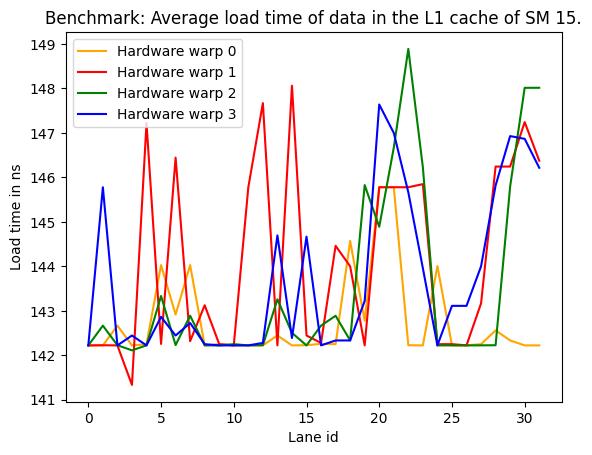 Benchmark: Average load time of data in the L1 cache of SM 15.
149
148
147
146
145
144
143
142
141
Load time in ns
Hardware warp 0
Hardware warp 1
Hardware warp 2
Hardware warp 3
0 5 10 15 20 25 30
Lane id